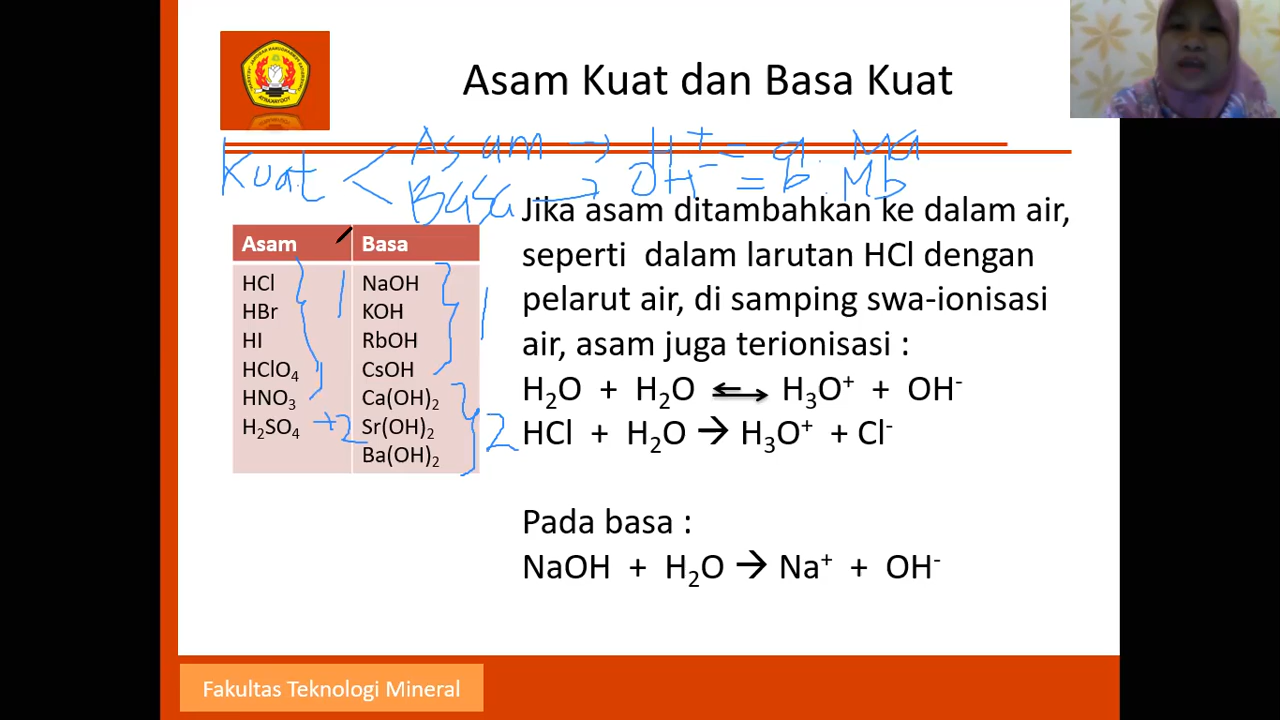 Asam Kuat dan Basa Kuat
Kuat < Asam → H⁺ = a . Ma
Basa → OH⁻ = b . Mb
Asam Basa
HCl 1 NaOH 1
HBr KOH
HI RbOH
HClO₄ CsOH
HNO₃ Ca(OH)₂
H₂SO₄ → 2 Sr(OH)₂ 2
Ba(OH)₂
Jika asam ditambahkan ke dalam air,
seperti dalam larutan HCl dengan
pelarut air, di samping swa-ionisasi
air, asam juga terionisasi :
H₂O + H₂O ⇄ H₃O⁺ + OH⁻
HCl + H₂O → H₃O⁺ + Cl⁻
Pada basa :
NaOH + H₂O → Na⁺ + OH⁻
Fakultas Teknologi Mineral